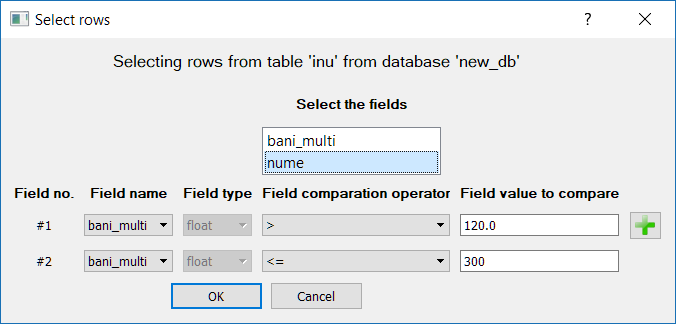 Select rows
Selecting rows from table 'inu' from database 'new_db'
Select the fields
bani_multi
nume
Field no. Field name Field type Field comparation operator Field value to compare
#1 bani_multi float > 120.0
#2 bani_multi float <= 300
OK Cancel